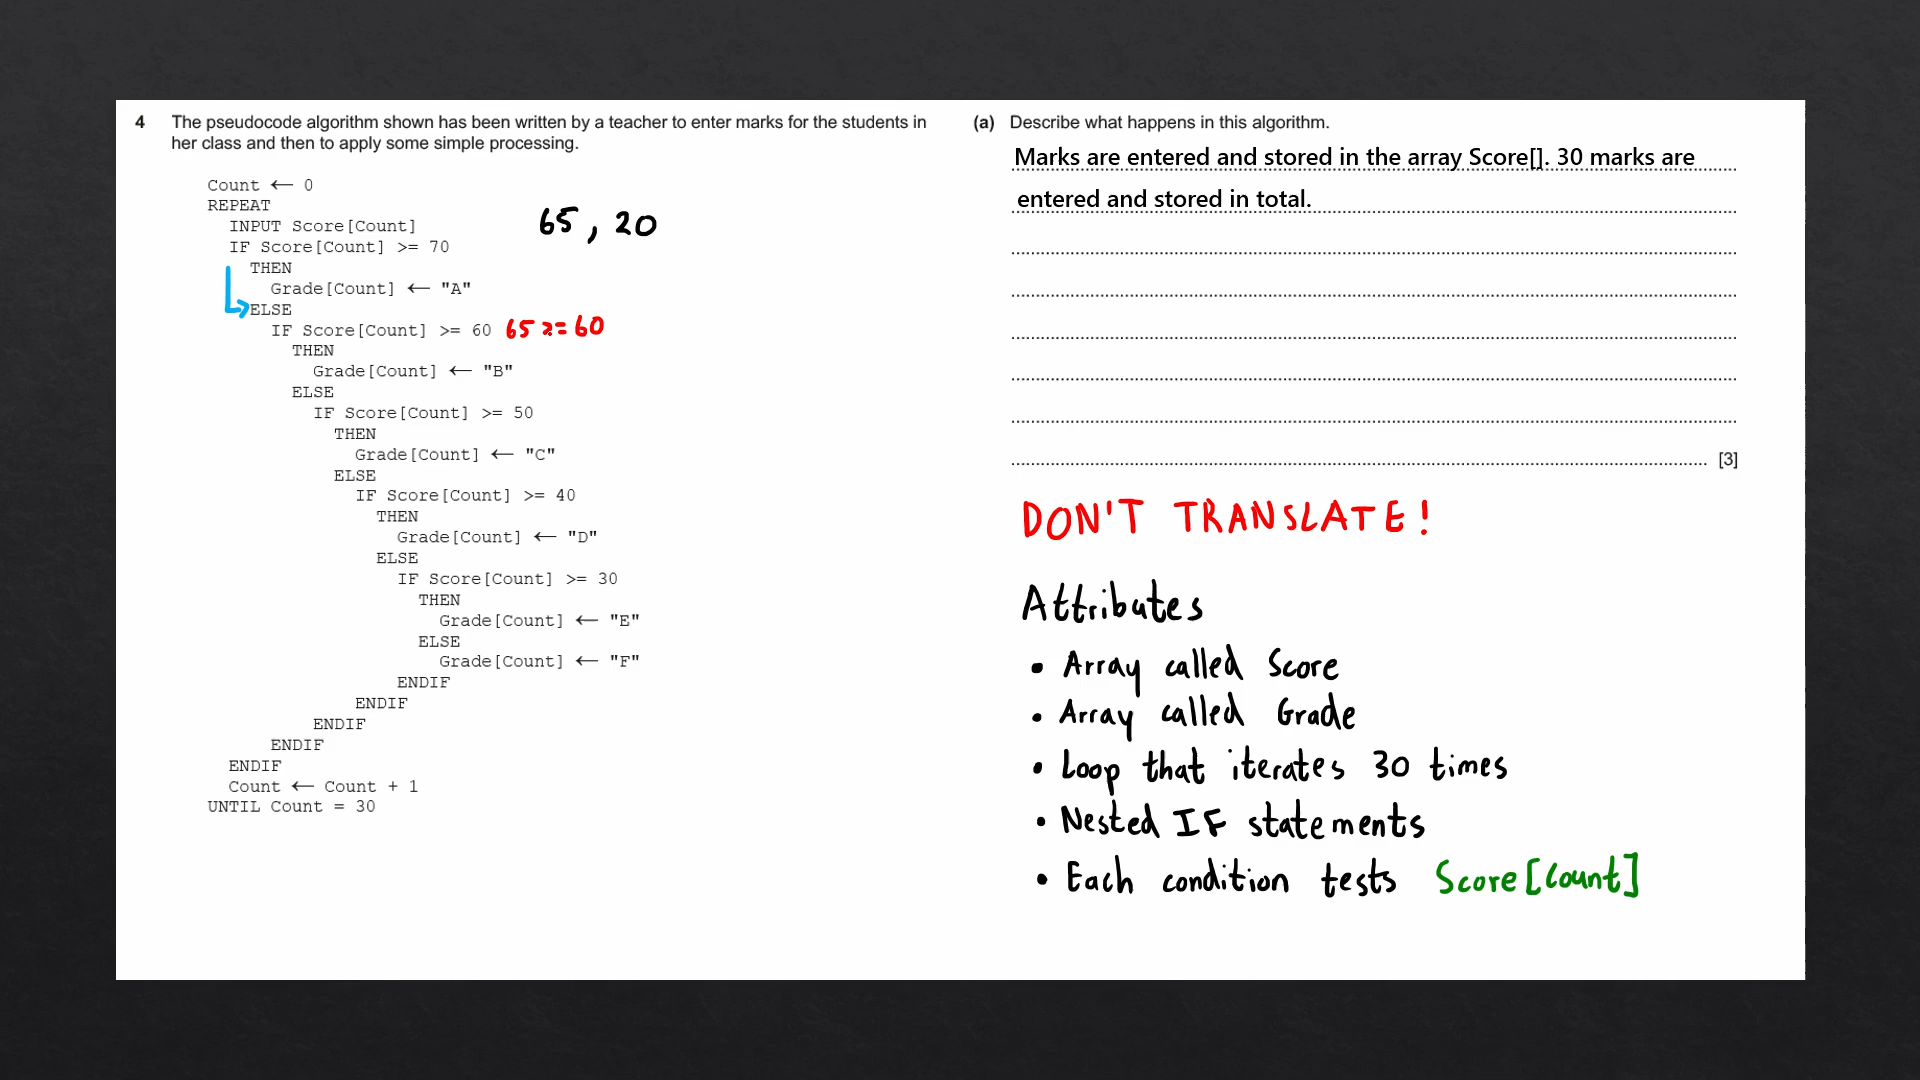 4 The pseudocode algorithm shown has been written by a teacher to enter marks for the students in
her class and then to apply some simple processing.
Count ← 0
REPEAT
INPUT Score[Count]
IF Score[Count] >= 70
THEN
Grade[Count] ← "A"
ELSE
IF Score[Count] >= 60
THEN
Grade[Count] ← "B"
ELSE
IF Score[Count] >= 50
THEN
Grade[Count] ← "C"
ELSE
IF Score[Count] >= 40
THEN
Grade[Count] ← "D"
ELSE
IF Score[Count] >= 30
THEN
Grade[Count] ← "E"
ELSE
Grade[Count] ← "F"
ENDIF
ENDIF
ENDIF
ENDIF
ENDIF
Count ← Count + 1
UNTIL Count = 30
65, 20
65 >= 60
(a) Describe what happens in this algorithm.
Marks are entered and stored in the array Score[]. 30 marks are
entered and stored in total.
[3]
DON'T TRANSLATE!
Attributes
• Array called Score
• Array called Grade
• Loop that iterates 30 times
• Nested IF statements
• Each condition tests Score[Count]